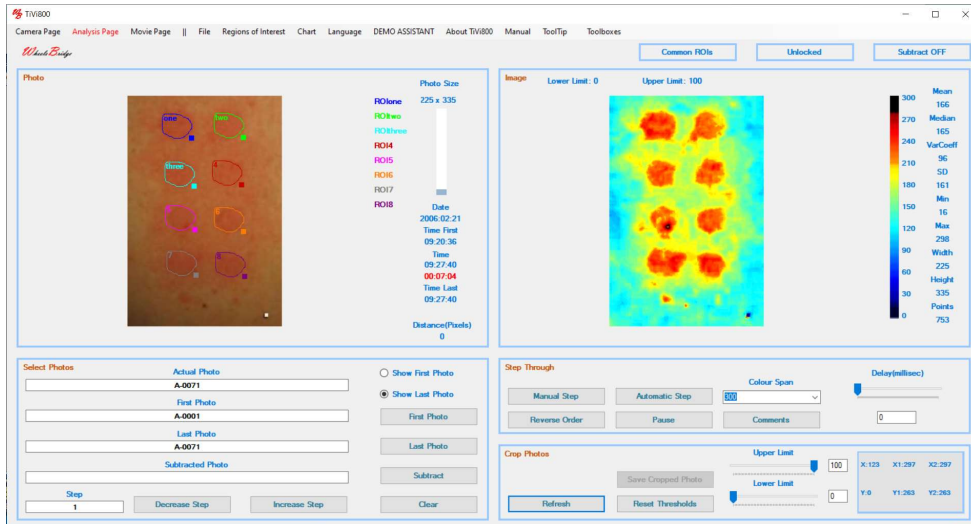 TiVi800
Camera Page Analysis Page Movie Page || File Regions of Interest Chart Language DEMO ASSISTANT About TiVi800 Manual ToolTip Toolboxes
WheelsBridge
Common ROIs Unlocked Subtract OFF
Photo
Photo Size
225 x 335
ROIone
ROItwo
ROIthree
ROI4
ROI5
ROI6
ROI7
ROI8
one two
three 4
6
7 8
Date
2006:02:21
Time First
09:20:36
Time
09:27:40
00:07:04
Time Last
09:27:40
Distance(Pixels)
0
Image Lower Limit: 0 Upper Limit: 100
300
270
240
210
180
150
120
90
60
30
0
Mean
166
Median
165
VarCoeff
96
SD
161
Min
16
Max
298
Width
225
Height
335
Points
753
Select Photos
Actual Photo
A-0071
First Photo
A-0001
Last Photo
A-0071
Subtracted Photo
Step
1
Decrease Step Increase Step
Show First Photo
Show Last Photo
First Photo
Last Photo
Subtract
Clear
Step Through
Manual Step Automatic Step
Colour Span
300
Delay(millisec)
0
Reverse Order Pause Comments
Crop Photos
Save Cropped Photo
Refresh Reset Thresholds
Upper Limit
100
Lower Limit
0
X:123 X1:297 X2:297
Y:0 Y1:263 Y2:263